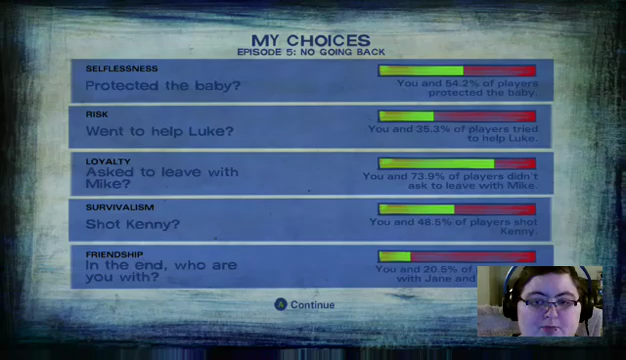 MY CHOICES
EPISODE 5: NO GOING BACK
SELFLESSNESS
Protected the baby?
You and 54.2% of players
protected the baby.
RISK
Went to help Luke?
You and 35.3% of players tried
to help Luke.
LOYALTY
Asked to leave with
Mike?
You and 73.9% of players didn't
ask to leave with Mike.
SURVIVALISM
Shot Kenny?
You and 48.5% of players shot
Kenny.
FRIENDSHIP
In the end, who are
you with?
You and 20.5% of
with Jane and
A Continue